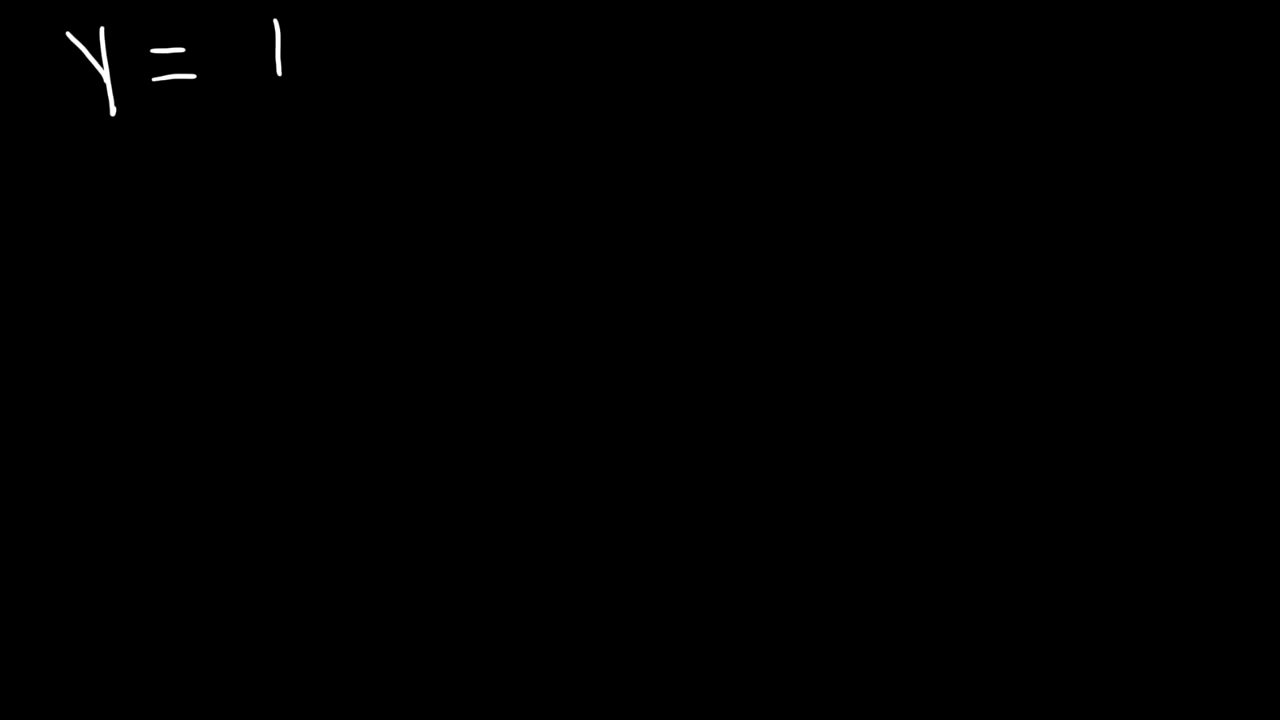 y = 1